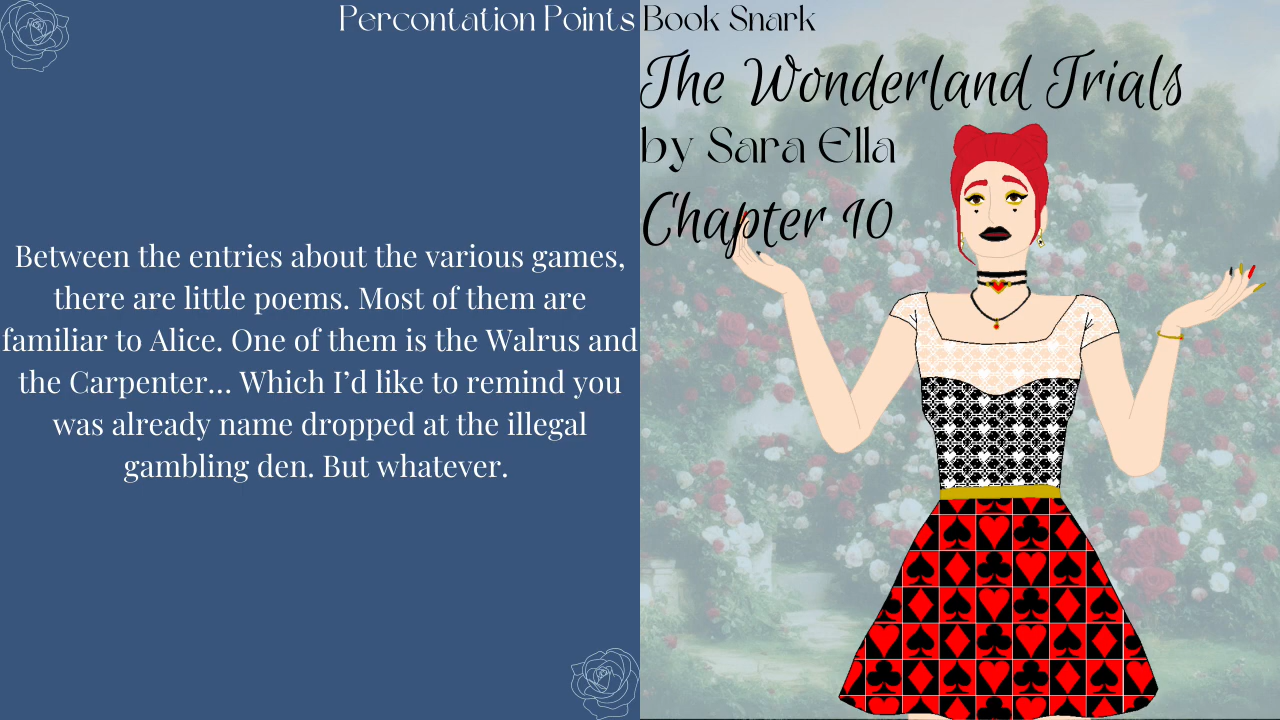 Percontation Points Book Snark
The Wonderland Trials
by Sara Ella
Chapter 10
Between the entries about the various games,
there are little poems. Most of them are
familiar to Alice. One of them is the Walrus and
the Carpenter... Which I'd like to remind you
was already name dropped at the illegal
gambling den. But whatever.